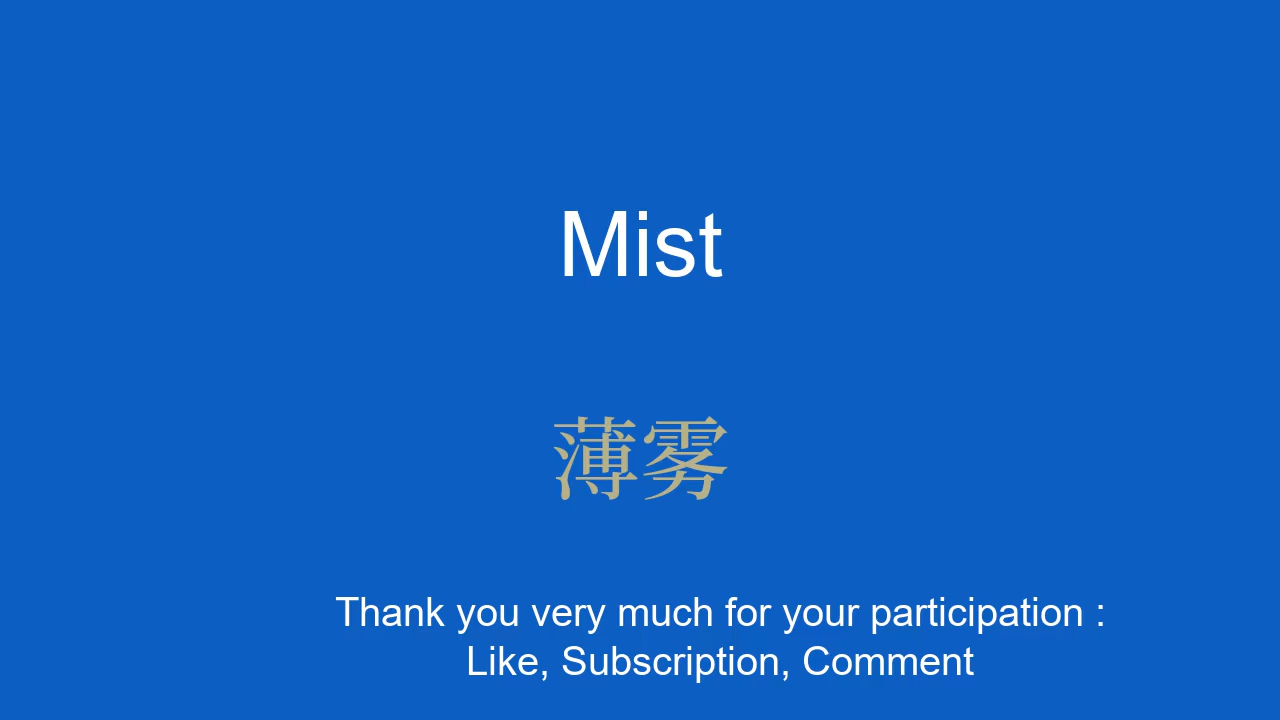 Mist
薄雾
Thank you very much for your participation :
Like, Subscription, Comment